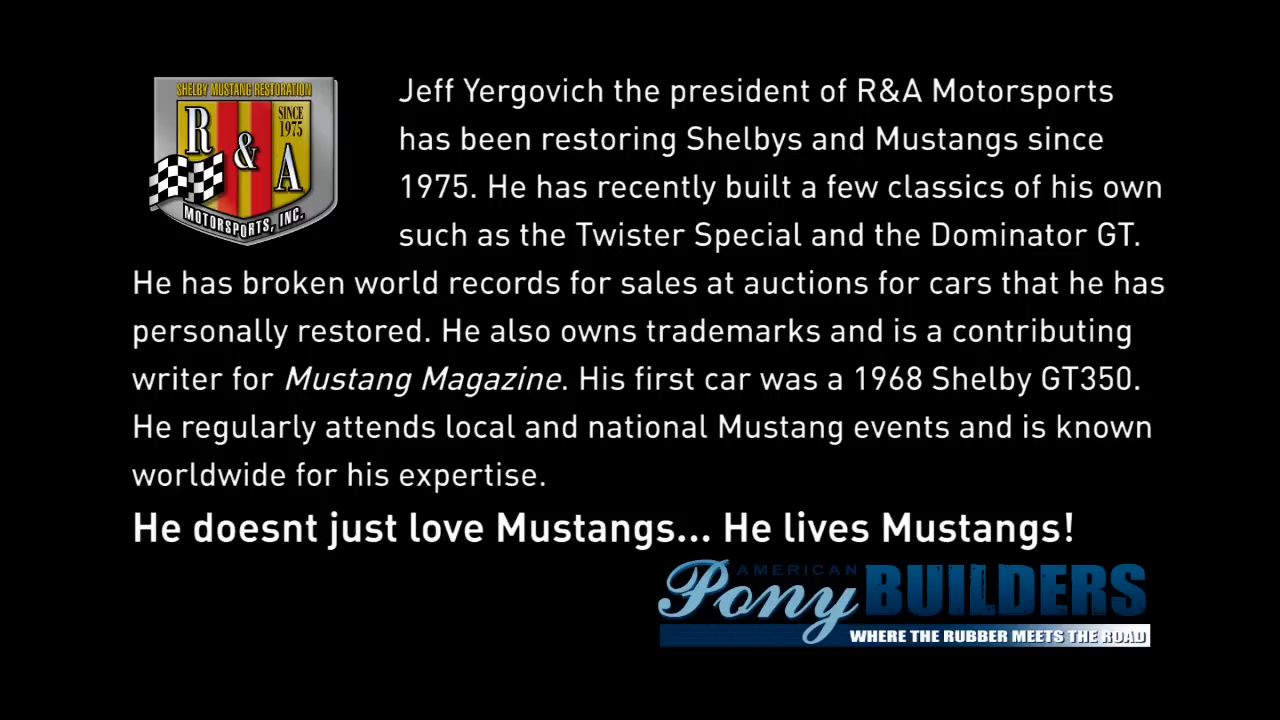 SHELBY MUSTANG RESTORATION
R & A
SINCE
1975
MOTORSPORTS, INC.
Jeff Yergovich the president of R&A Motorsports
has been restoring Shelbys and Mustangs since
1975. He has recently built a few classics of his own
such as the Twister Special and the Dominator GT.
He has broken world records for sales at auctions for cars that he has
personally restored. He also owns trademarks and is a contributing
writer for Mustang Magazine. His first car was a 1968 Shelby GT350.
He regularly attends local and national Mustang events and is known
worldwide for his expertise.
He doesnt just love Mustangs... He lives Mustangs!
AMERICAN
Pony BUILDERS
WHERE THE RUBBER MEETS THE ROAD